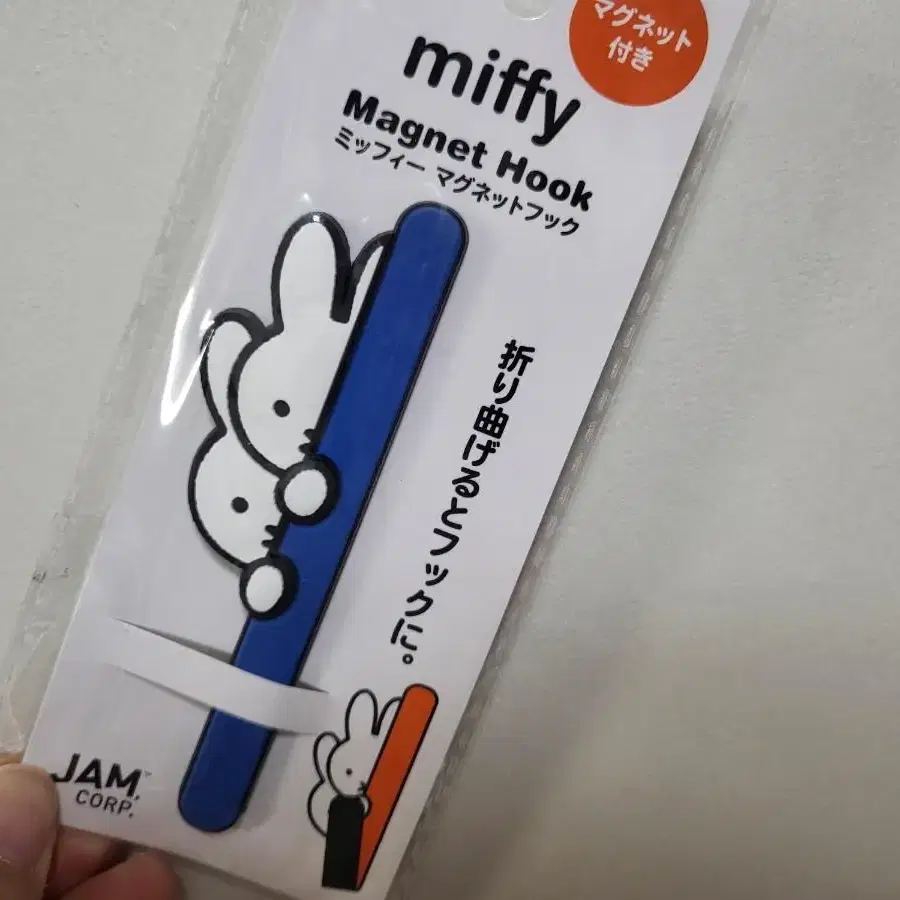 マグネット
付き
miffy
Magnet Hook
ミッフィー マグネットフック
折り曲げるとフックに。
JAM™
CORP.